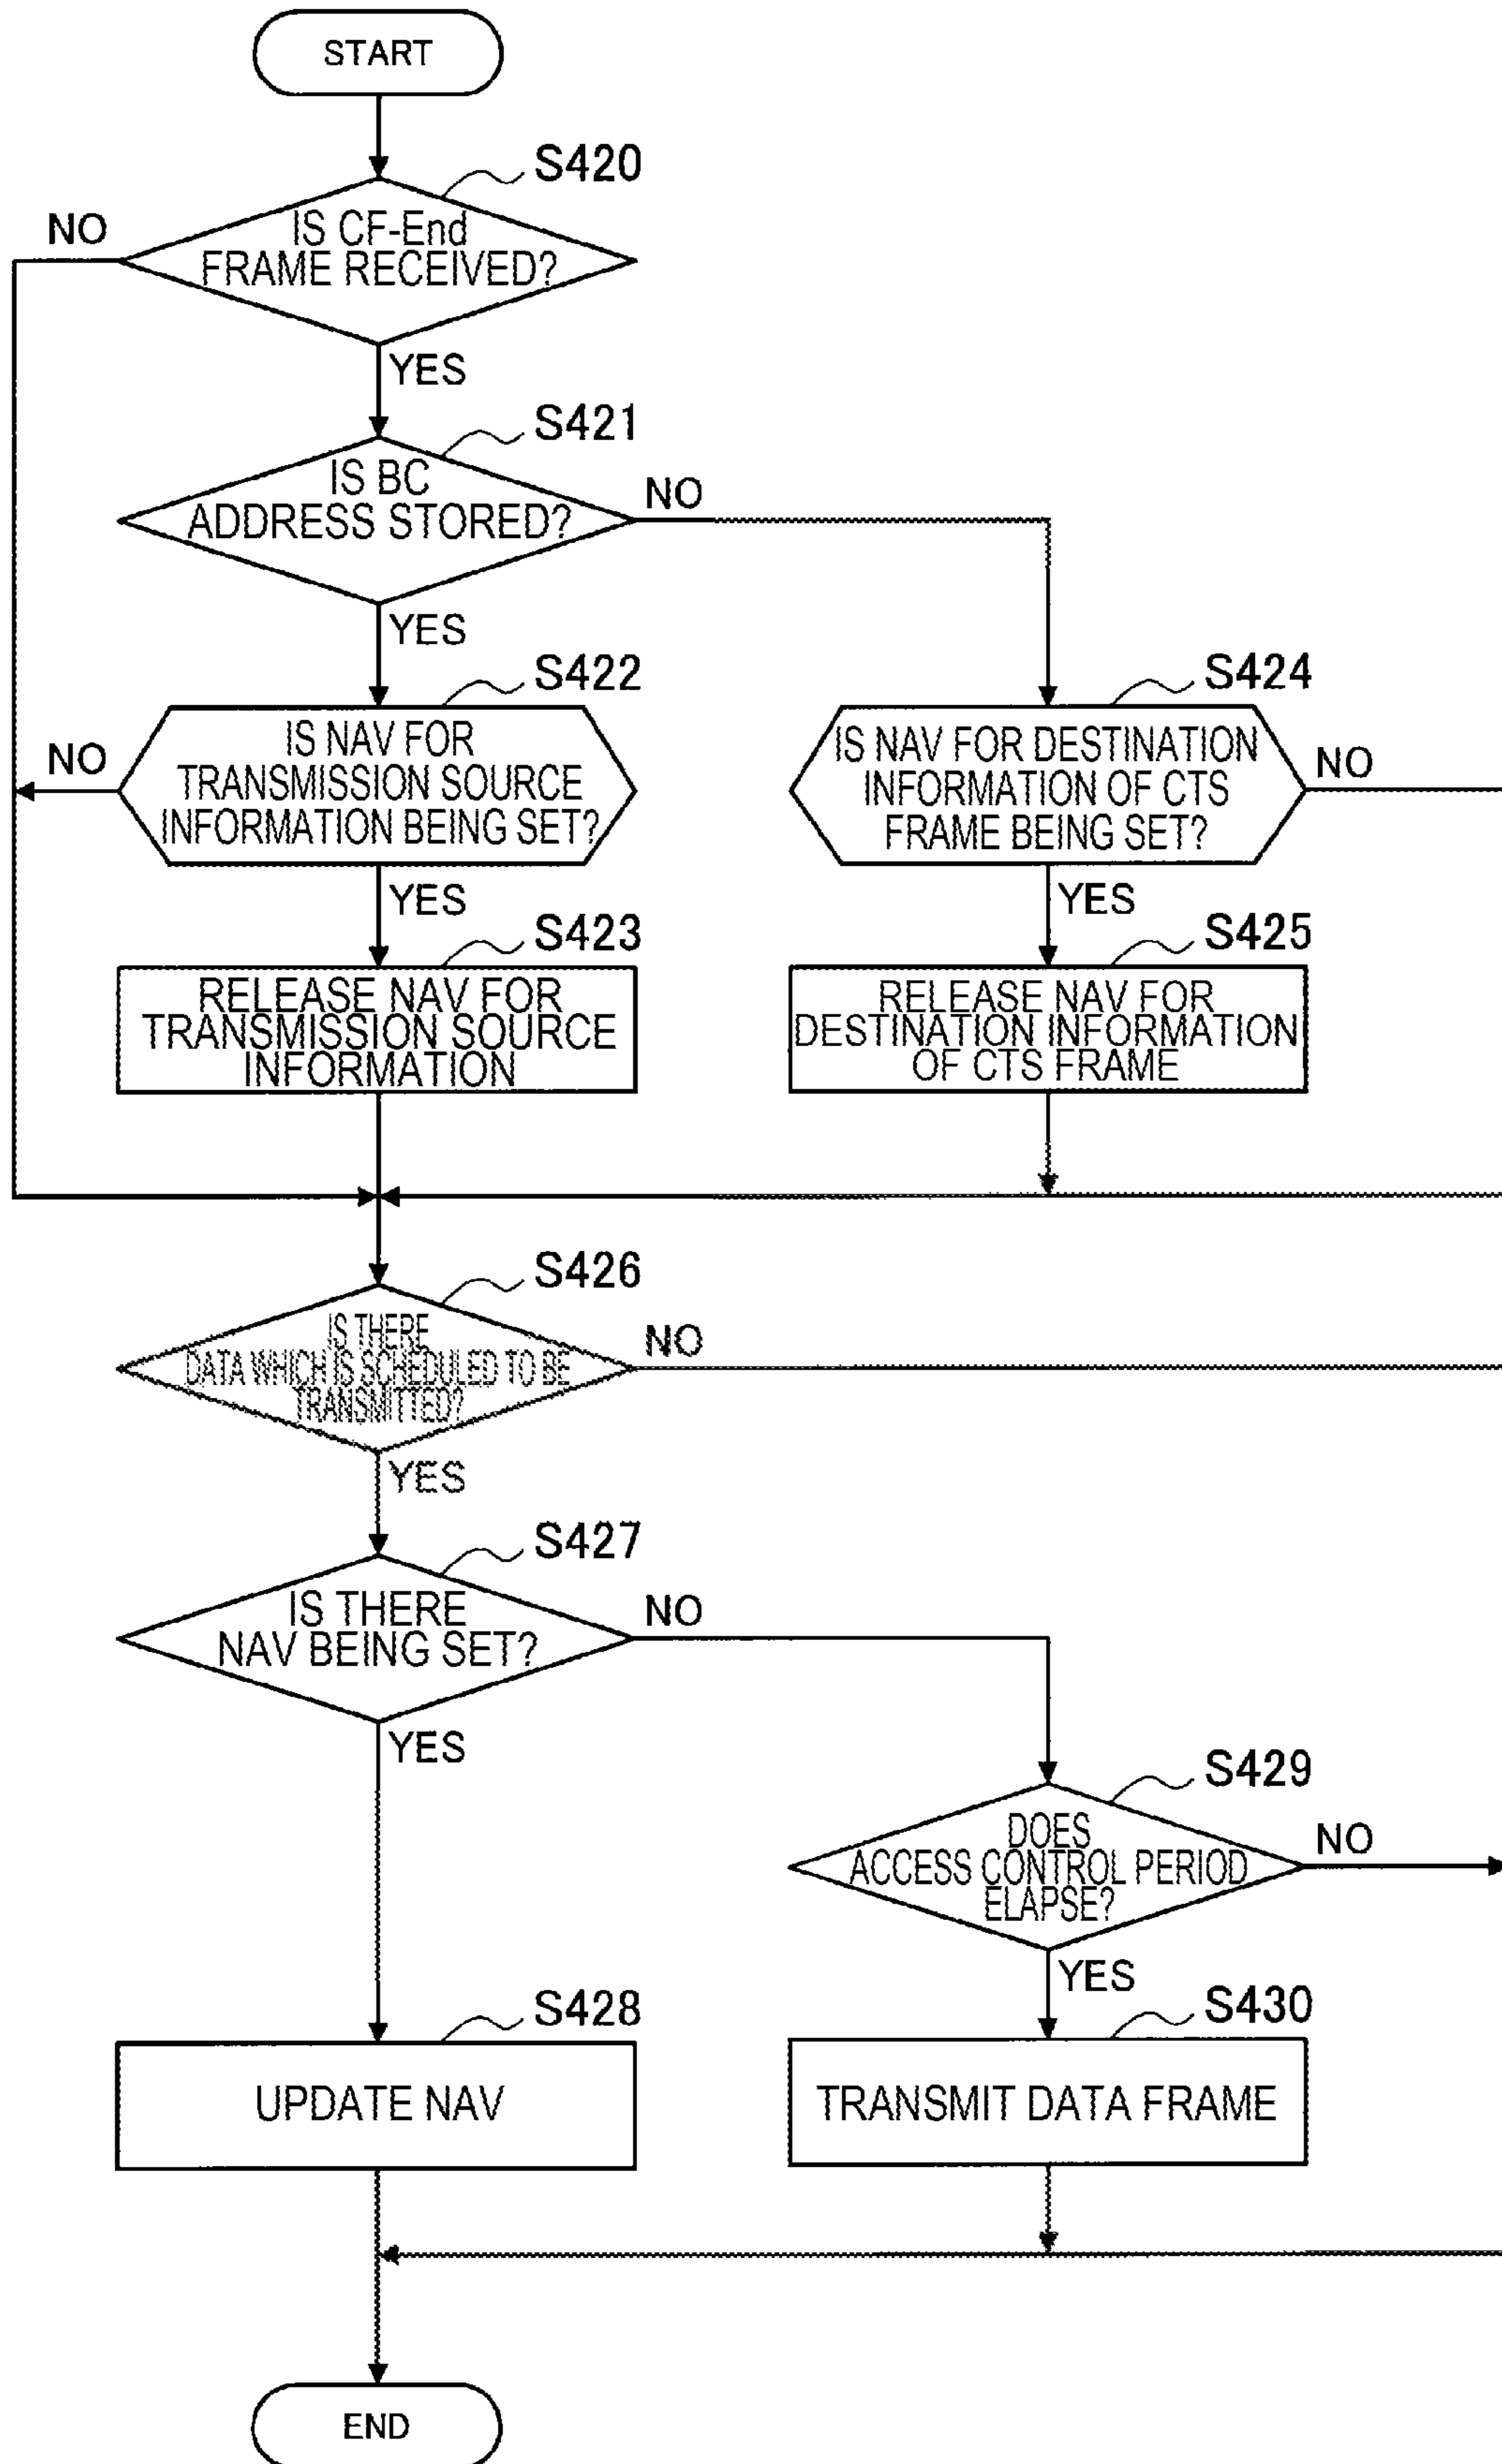 START
S420
IS CF-End
FRAME RECEIVED?
NO
YES
S421
IS BC
ADDRESS STORED?
NO
YES
S422
IS NAV FOR
TRANSMISSION SOURCE
INFORMATION BEING SET?
NO
YES
S424
IS NAV FOR DESTINATION
INFORMATION OF CTS
FRAME BEING SET?
NO
YES
S423
RELEASE NAV FOR
TRANSMISSION SOURCE
INFORMATION
S425
RELEASE NAV FOR
DESTINATION INFORMATION
OF CTS FRAME
S426
IS THERE
DATA WHICH IS SCHEDULED TO BE
TRANSMITTED?
NO
YES
S427
IS THERE
NAV BEING SET?
NO
YES
S429
DOES
ACCESS CONTROL PERIOD
ELAPSE?
NO
YES
S428
UPDATE NAV
S430
TRANSMIT DATA FRAME
END